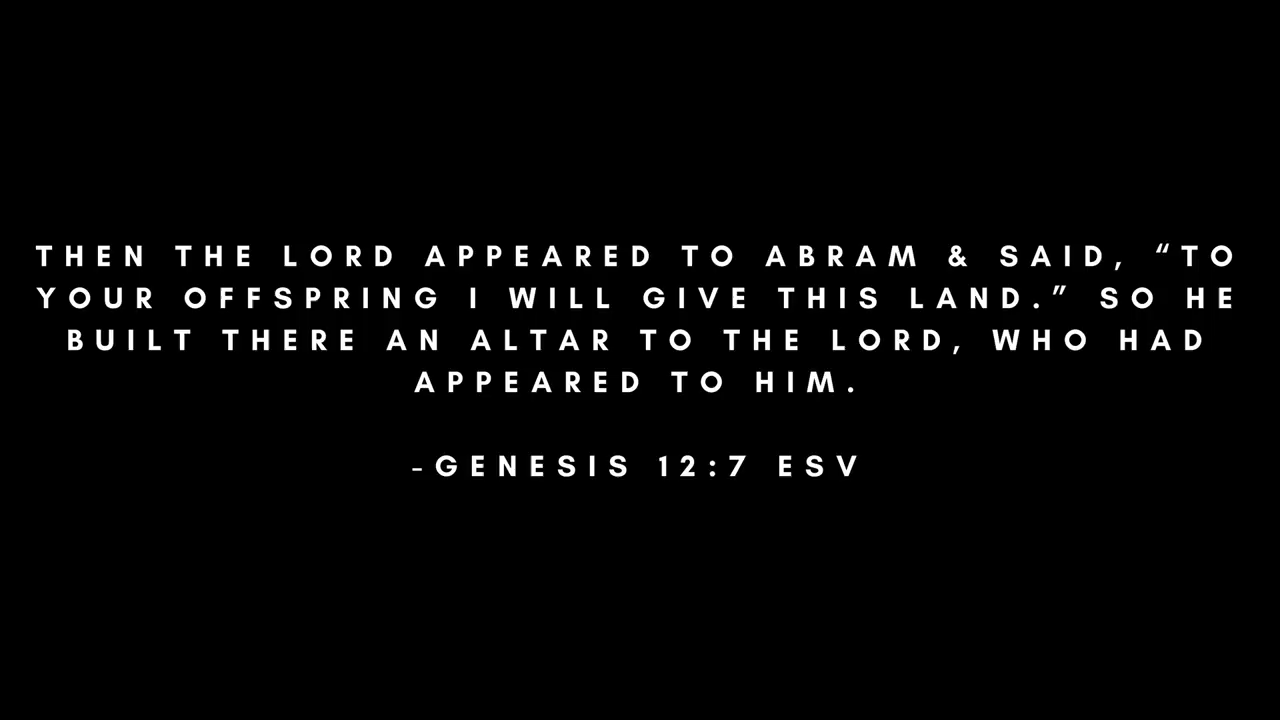 THEN THE LORD APPEARED TO ABRAM & SAID, “TO
YOUR OFFSPRING I WILL GIVE THIS LAND.” SO HE
BUILT THERE AN ALTAR TO THE LORD, WHO HAD
APPEARED TO HIM.
-GENESIS 12:7 ESV